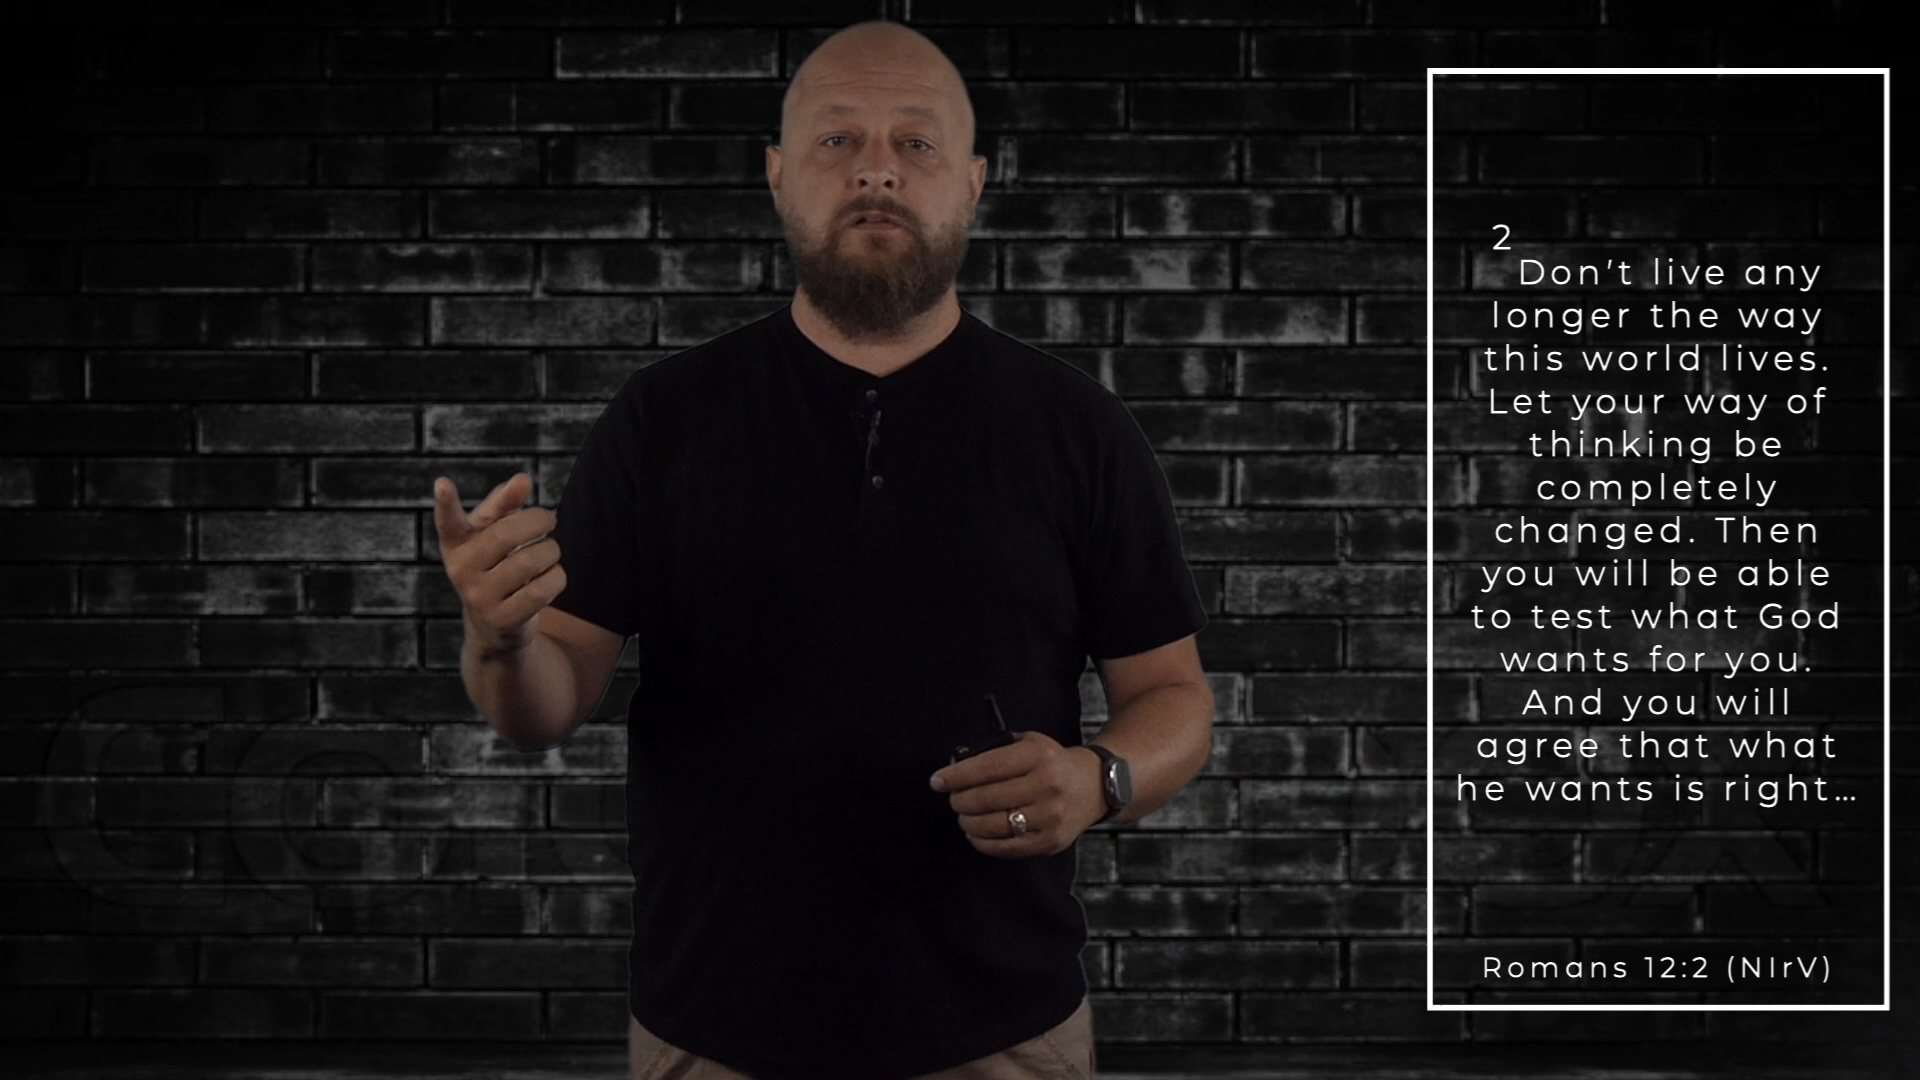 2
Don't live any
longer the way
this world lives.
Let your way of
thinking be
completely
changed. Then
you will be able
to test what God
wants for you.
And you will
agree that what
he wants is right…
Romans 12:2 (NIrV)